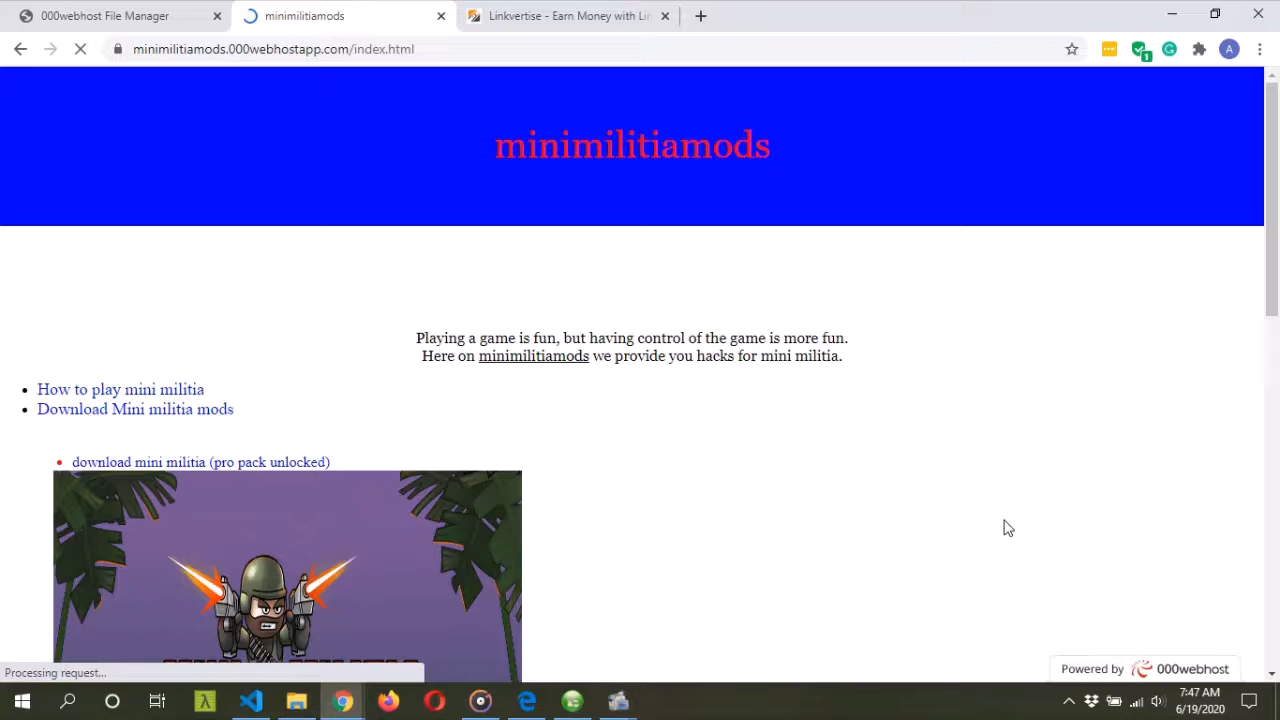 000webhost File Manager
minimilitiamods
Linkvertise - Earn Money with Lin
minimilitiamods.000webhostapp.com/index.html
A
1
minimilitiamods
Playing a game is fun, but having control of the game is more fun.
Here on minimilitiamods we provide you hacks for mini militia.
How to play mini militia
Download Mini militia mods
download mini militia (pro pack unlocked)
Processing request...
Powered by 000webhost
7:47 AM
6/19/2020